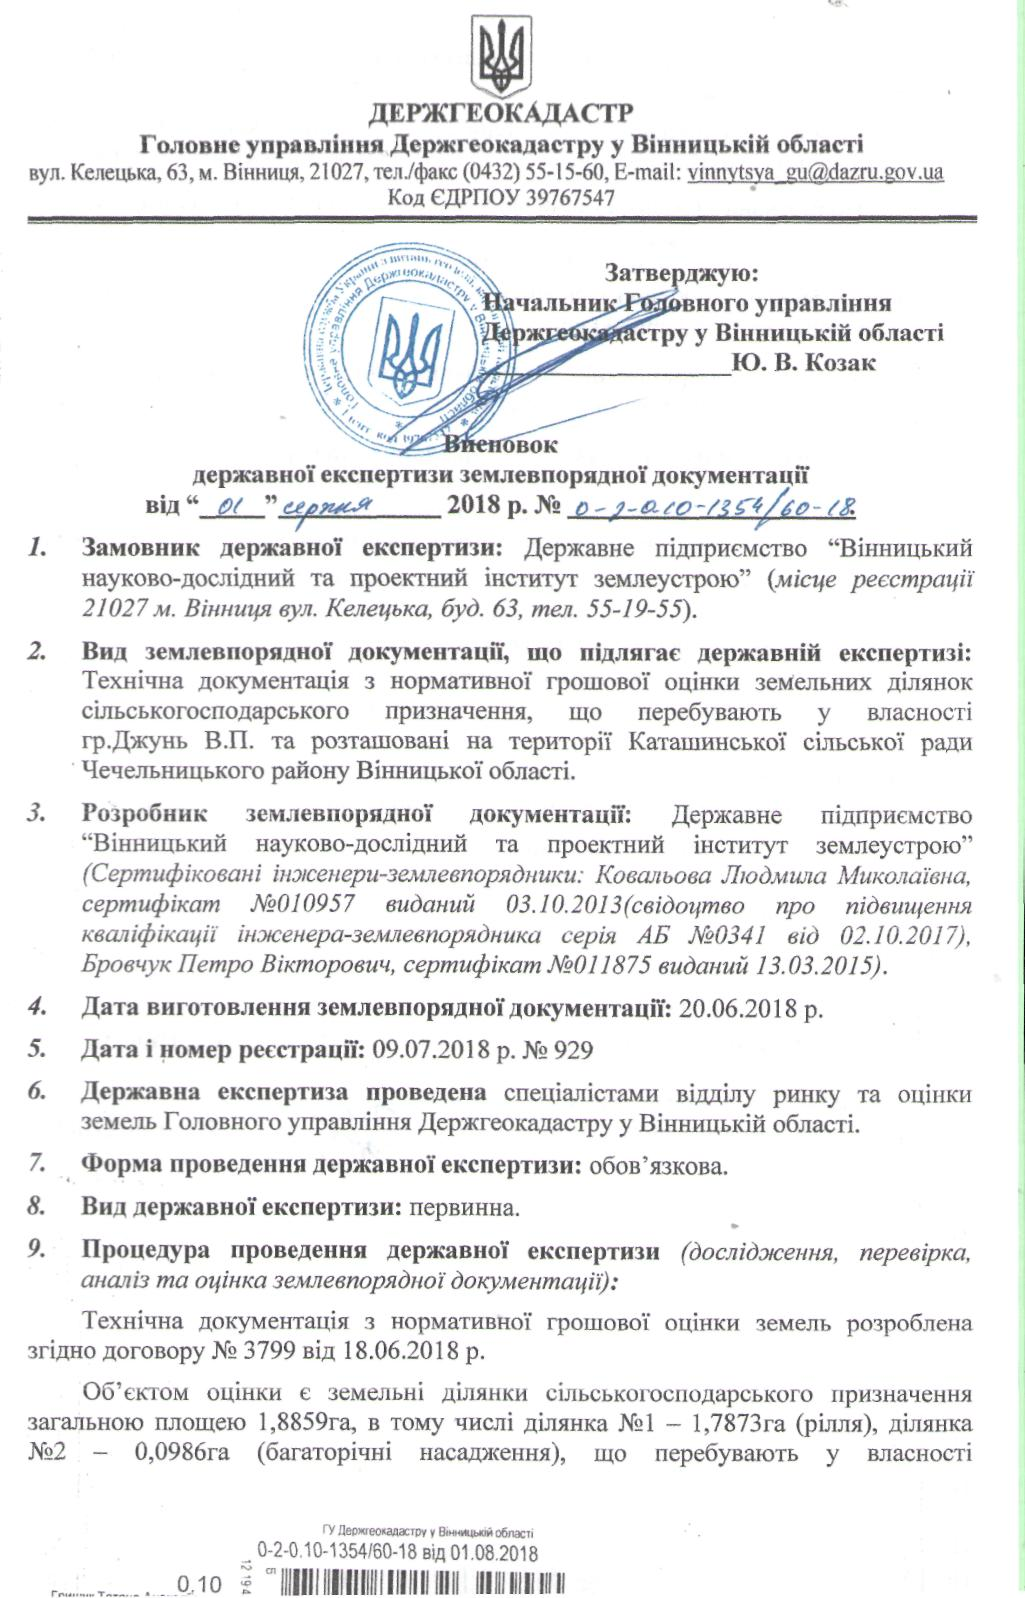 ДЕРЖГЕОКАДАСТР
Головне управління Держгеокадастру у Вінницькій області
вул. Келецька, 63, м. Вінниця, 21027, тел./факс (0432) 55-15-60, E-mail: vinnytsya_gu@dazru.gov.ua
Код ЄДРПОУ 39767547
Затверджую:
Начальник Головного управління
Держгеокадастру у Вінницькій області
Ю. В. Козак
Висновок
державної експертизи землевпорядної документації
від “ 01 ” серпня 2018 р. № 0-2-0.10-1354/60-18.
1. Замовник державної експертизи: Державне підприємство “Вінницький
науково-дослідний та проектний інститут землеустрою” (місце реєстрації
21027 м. Вінниця вул. Келецька, буд. 63, тел. 55-19-55).
2. Вид землевпорядної документації, що підлягає державній експертизі:
Технічна документація з нормативної грошової оцінки земельних ділянок
сільськогосподарського призначення, що перебувають у власності
гр.Джунь В.П. та розташовані на території Каташинської сільської ради
Чечельницького району Вінницької області.
3. Розробник землевпорядної документації: Державне підприємство
“Вінницький науково-дослідний та проектний інститут землеустрою”
(Сертифіковані інженери-землевпорядники: Ковальова Людмила Миколаївна,
сертифікат №010957 виданий 03.10.2013(свідоцтво про підвищення
кваліфікації інженера-землевпорядника серія АБ №0341 від 02.10.2017),
Бровчук Петро Вікторович, сертифікат №011875 виданий 13.03.2015).
4. Дата виготовлення землевпорядної документації: 20.06.2018 р.
5. Дата і номер реєстрації: 09.07.2018 р. № 929
6. Державна експертиза проведена спеціалістами відділу ринку та оцінки
земель Головного управління Держгеокадастру у Вінницькій області.
7. Форма проведення державної експертизи: обов’язкова.
8. Вид державної експертизи: первинна.
9. Процедура проведення державної експертизи (дослідження, перевірка,
аналіз та оцінка землевпорядної документації):
Технічна документація з нормативної грошової оцінки земель розроблена
згідно договору № 3799 від 18.06.2018 р.
Об’єктом оцінки є земельні ділянки сільськогосподарського призначення
загальною площею 1,8859га, в тому числі ділянка №1 – 1,7873га (рілля), ділянка
№2 – 0,0986га (багаторічні насадження), що перебувають у власності
ГУ Держгеокадастру у Вінницькій області
0-2-0.10-1354/60-18 від 01.08.2018
0,10
12 194